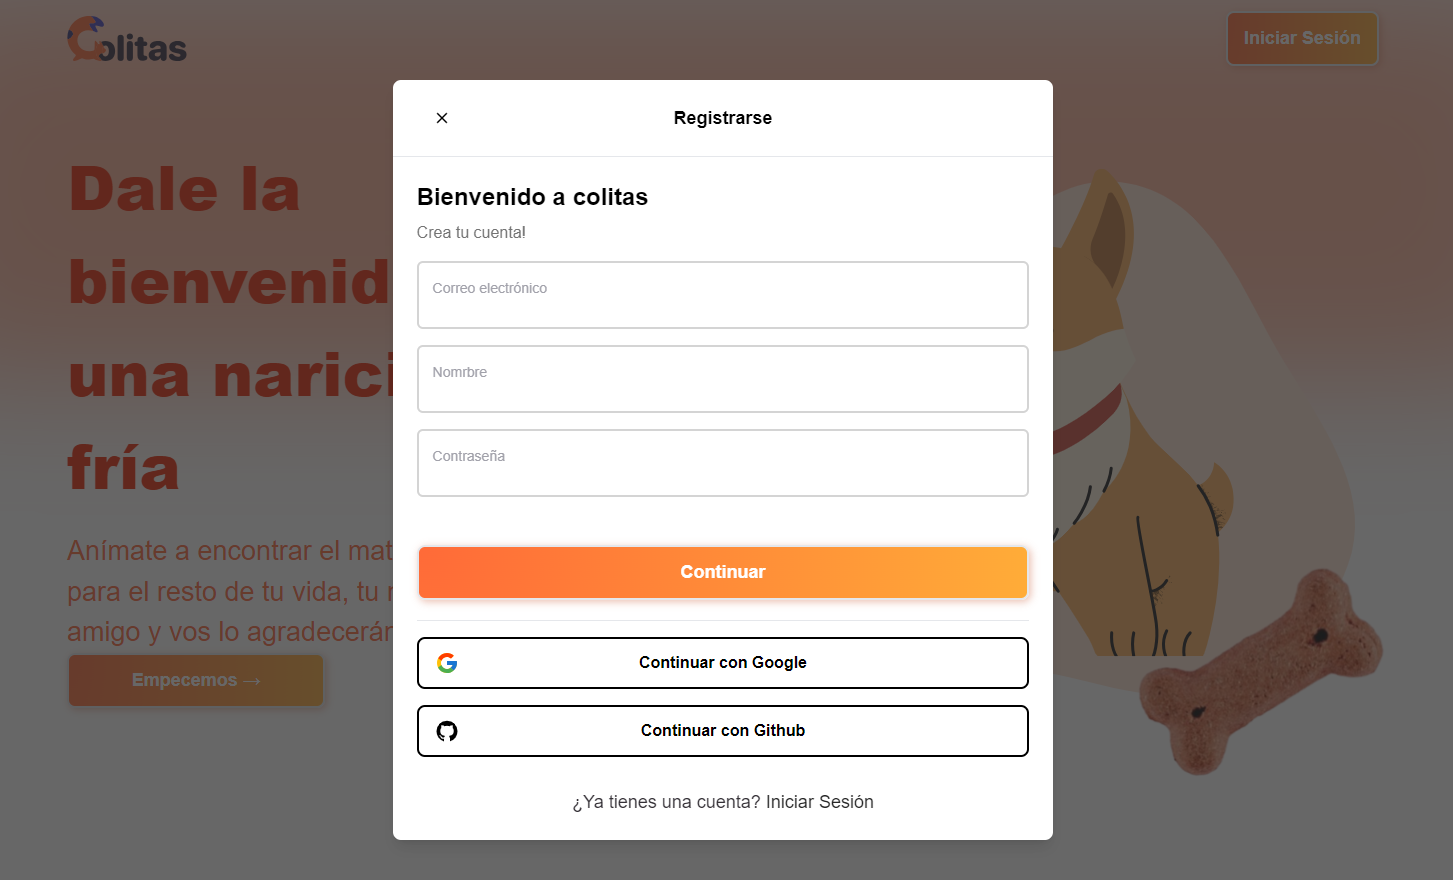 Colitas
Iniciar Sesión
Registrarse
Bienvenido a colitas
Crea tu cuenta!
Correo electrónico
Nomrbre
Contraseña
Continuar
Continuar con Google
Continuar con Github
¿Ya tienes una cuenta? Iniciar Sesión
Dale la
bienvenid
una narici
fría
Anímate a encontrar el mat
para el resto de tu vida, tu
amigo y vos lo agradecerán
Empecemos →